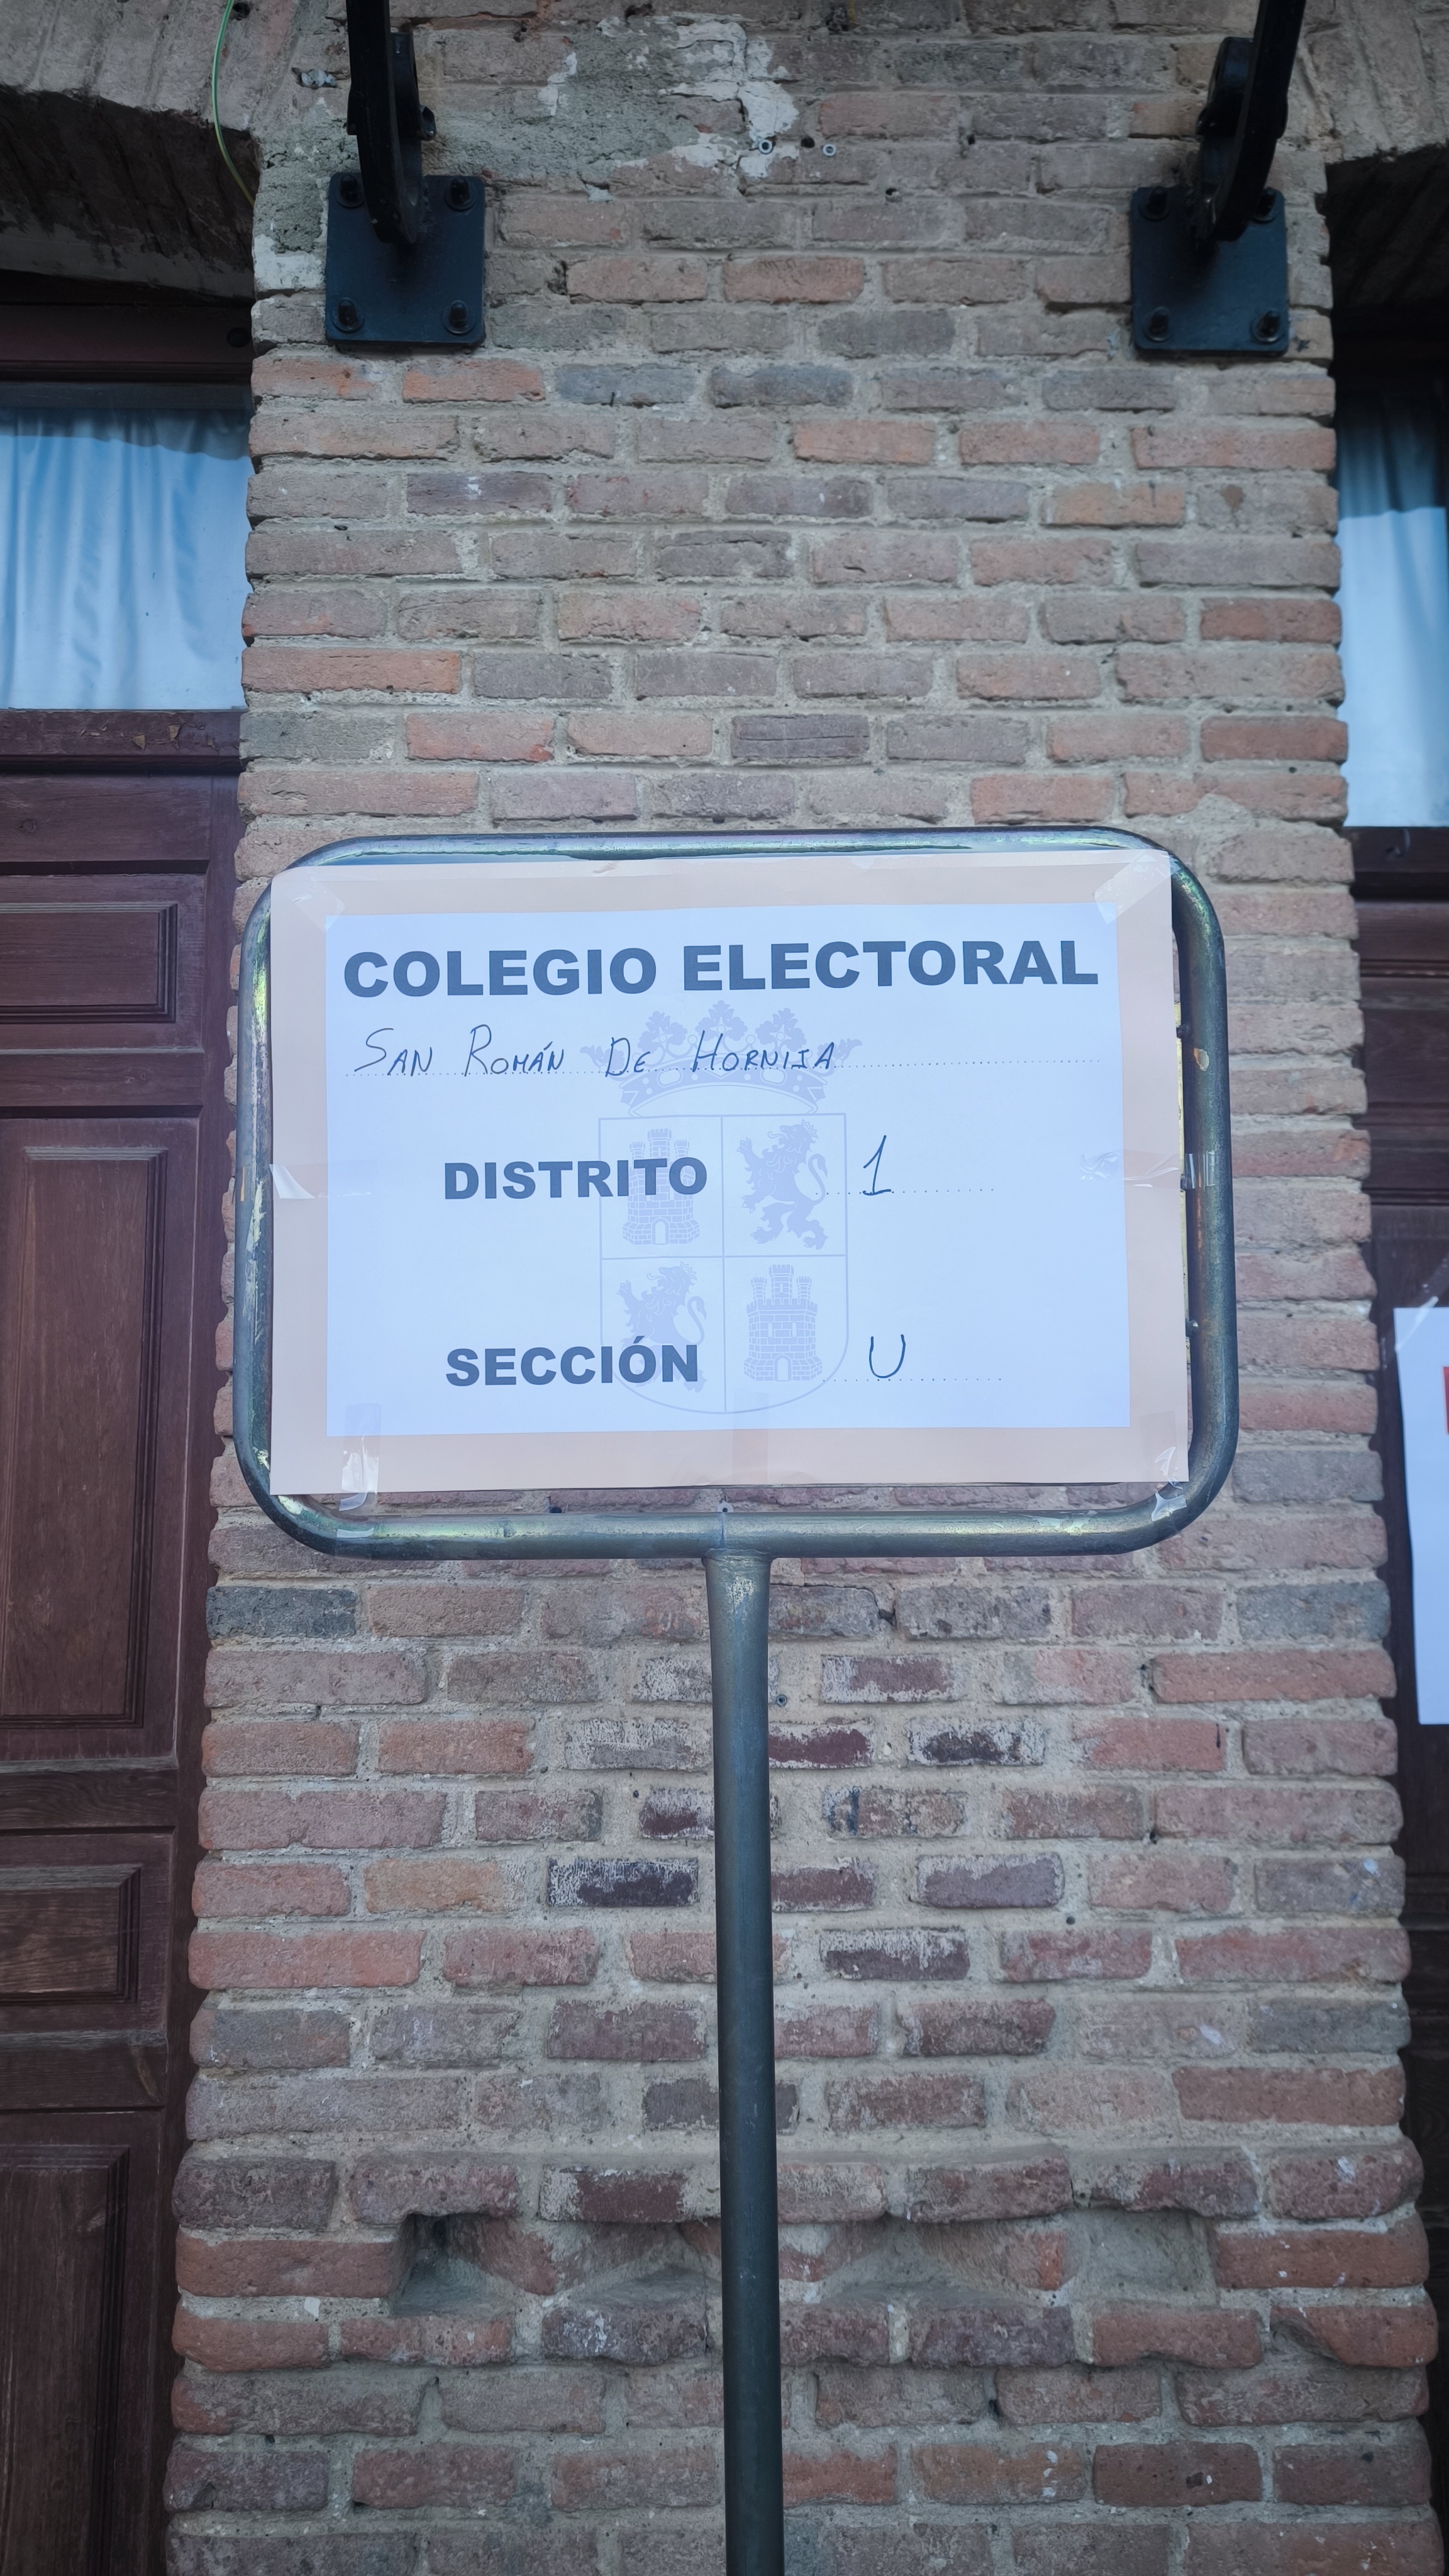 COLEGIO ELECTORAL
SAN ROMÁN DE HORNIJA
DISTRITO 1
SECCIÓN U